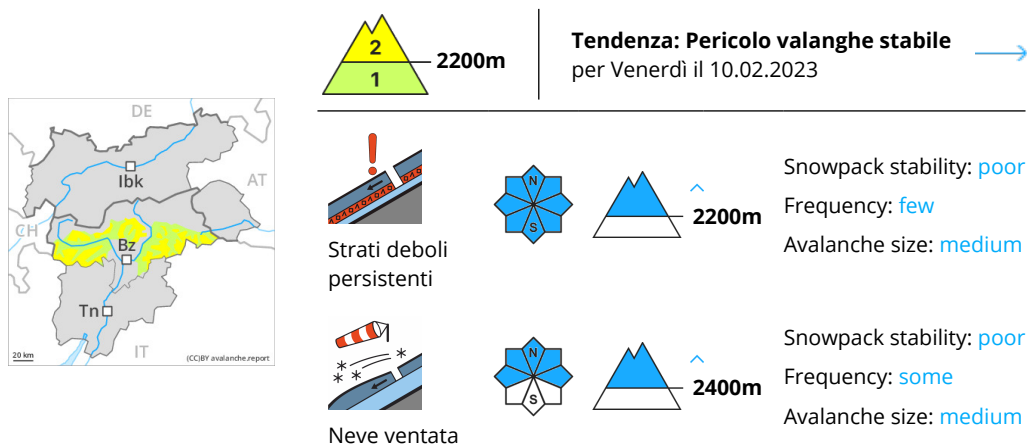 2
1
2200m
Tendenza: Pericolo valanghe stabile
per Venerdì il 10.02.2023
DE
Ibk
AT
CH
Bz
Tn
IT
20 km
(CC)BY avalanche.report
Strati deboli
persistenti
N
S
2200m
Snowpack stability: poor
Frequency: few
Avalanche size: medium
Neve ventata
N
S
2400m
Snowpack stability: poor
Frequency: some
Avalanche size: medium